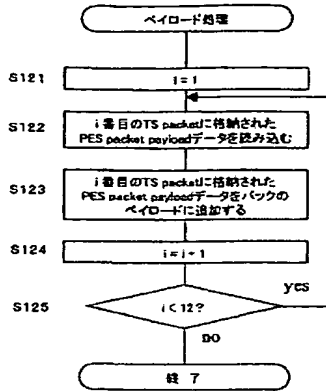 ペイロード処理
S121
i = 1
S122
i 番目のTS packetに格納された
PES packet payloadデータを読み込む
S123
i 番目のTS packetに格納された
PES packet payloadデータをパックの
ペイロードに追加する
S124
i = i + 1
S125
i < 12?
yes
no
終 了